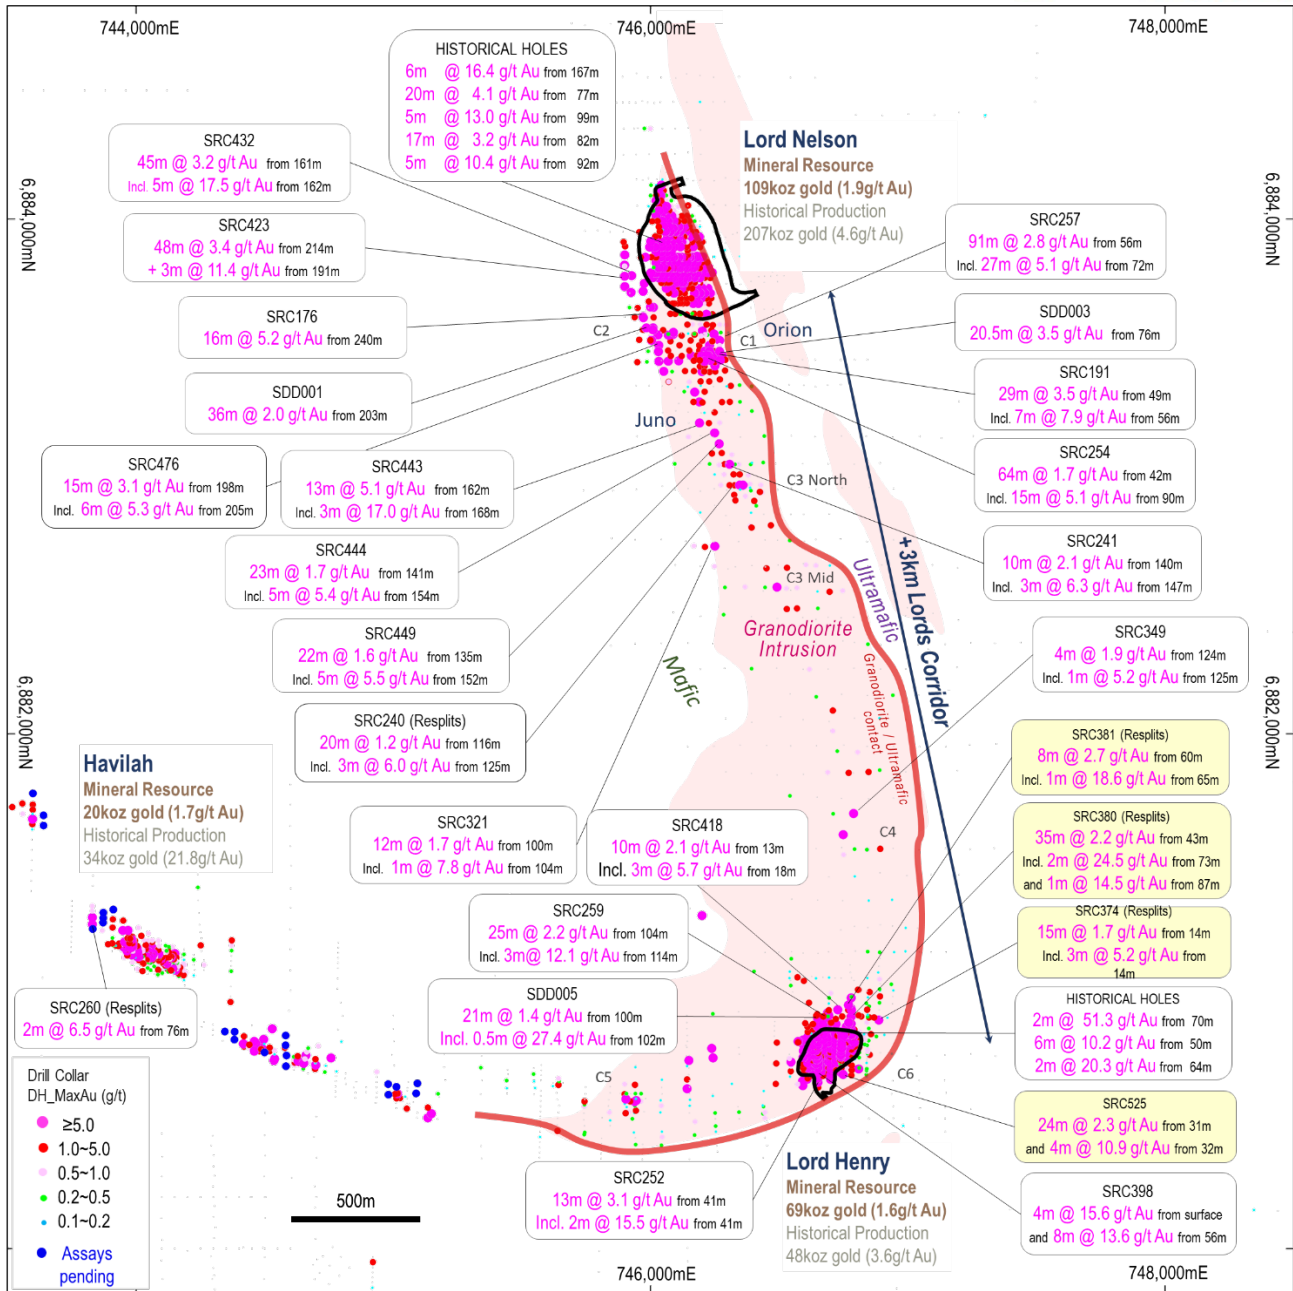 744,000mE
746,000mE
748,000mE
HISTORICAL HOLES
6m @ 16.4 g/t Au from 167m
20m @ 4.1 g/t Au from 77m
5m @ 13.0 g/t Au from 99m
17m @ 3.2 g/t Au from 82m
5m @ 10.4 g/t Au from 92m
SRC432
45m @ 3.2 g/t Au from 161m
Incl. 5m @ 17.5 g/t Au from 162m
Lord Nelson
Mineral Resource
109koz gold (1.9g/t Au)
Historical Production
207koz gold (4.6g/t Au)
6,884,000mN
6,884,000mN
SRC423
48m @ 3.4 g/t Au from 214m
+ 3m @ 11.4 g/t Au from 191m
SRC257
91m @ 2.8 g/t Au from 56m
Incl. 27m @ 5.1 g/t Au from 72m
SRC176
16m @ 5.2 g/t Au from 240m
C2
C1
Orion
SDD003
20.5m @ 3.5 g/t Au from 76m
SDD001
36m @ 2.0 g/t Au from 203m
SRC191
29m @ 3.5 g/t Au from 49m
Incl. 7m @ 7.9 g/t Au from 56m
Juno
SRC476
15m @ 3.1 g/t Au from 198m
Incl. 6m @ 5.3 g/t Au from 205m
SRC443
13m @ 5.1 g/t Au from 162m
Incl. 3m @ 17.0 g/t Au from 168m
C3 North
SRC254
64m @ 1.7 g/t Au from 42m
Incl. 15m @ 5.1 g/t Au from 90m
SRC444
23m @ 1.7 g/t Au from 141m
Incl. 5m @ 5.4 g/t Au from 154m
SRC241
10m @ 2.1 g/t Au from 140m
Incl. 3m @ 6.3 g/t Au from 147m
C3 Mid
Ultramafic
+3km Lords Corridor
Granodiorite
Intrusion
SRC449
22m @ 1.6 g/t Au from 135m
Incl. 5m @ 5.5 g/t Au from 152m
Mafic
Granodiorite / Ultramafic
contact
SRC349
4m @ 1.9 g/t Au from 124m
Incl. 1m @ 5.2 g/t Au from 125m
6,882,000mN
6,882,000mN
SRC240 (Resplits)
20m @ 1.2 g/t Au from 116m
Incl. 3m @ 6.0 g/t Au from 125m
SRC381 (Resplits)
8m @ 2.7 g/t Au from 60m
Incl. 1m @ 18.6 g/t Au from 65m
Havilah
Mineral Resource
20koz gold (1.7g/t Au)
Historical Production
34koz gold (21.8g/t Au)
SRC321
12m @ 1.7 g/t Au from 100m
Incl. 1m @ 7.8 g/t Au from 104m
SRC418
10m @ 2.1 g/t Au from 13m
Incl. 3m @ 5.7 g/t Au from 18m
C4
SRC380 (Resplits)
35m @ 2.2 g/t Au from 43m
Incl. 2m @ 24.5 g/t Au from 73m
and 1m @ 14.5 g/t Au from 87m
SRC259
25m @ 2.2 g/t Au from 104m
Incl. 3m@ 12.1 g/t Au from 114m
SRC374 (Resplits)
15m @ 1.7 g/t Au from 14m
Incl. 3m @ 5.2 g/t Au from
14m
SRC260 (Resplits)
2m @ 6.5 g/t Au from 76m
SDD005
21m @ 1.4 g/t Au from 100m
Incl. 0.5m @ 27.4 g/t Au from 102m
HISTORICAL HOLES
2m @ 51.3 g/t Au from 70m
6m @ 10.2 g/t Au from 50m
2m @ 20.3 g/t Au from 64m
C5
C6
Drill Collar
DH_MaxAu (g/t)
≥5.0
1.0~5.0
0.5~1.0
0.2~0.5
0.1~0.2
Assays
pending
SRC525
24m @ 2.3 g/t Au from 31m
and 4m @ 10.9 g/t Au from 32m
500m
SRC252
13m @ 3.1 g/t Au from 41m
Incl. 2m @ 15.5 g/t Au from 41m
Lord Henry
Mineral Resource
69koz gold (1.6g/t Au)
Historical Production
48koz gold (3.6g/t Au)
SRC398
4m @ 15.6 g/t Au from surface
and 8m @ 13.6 g/t Au from 56m
746,000mE
748,000mE